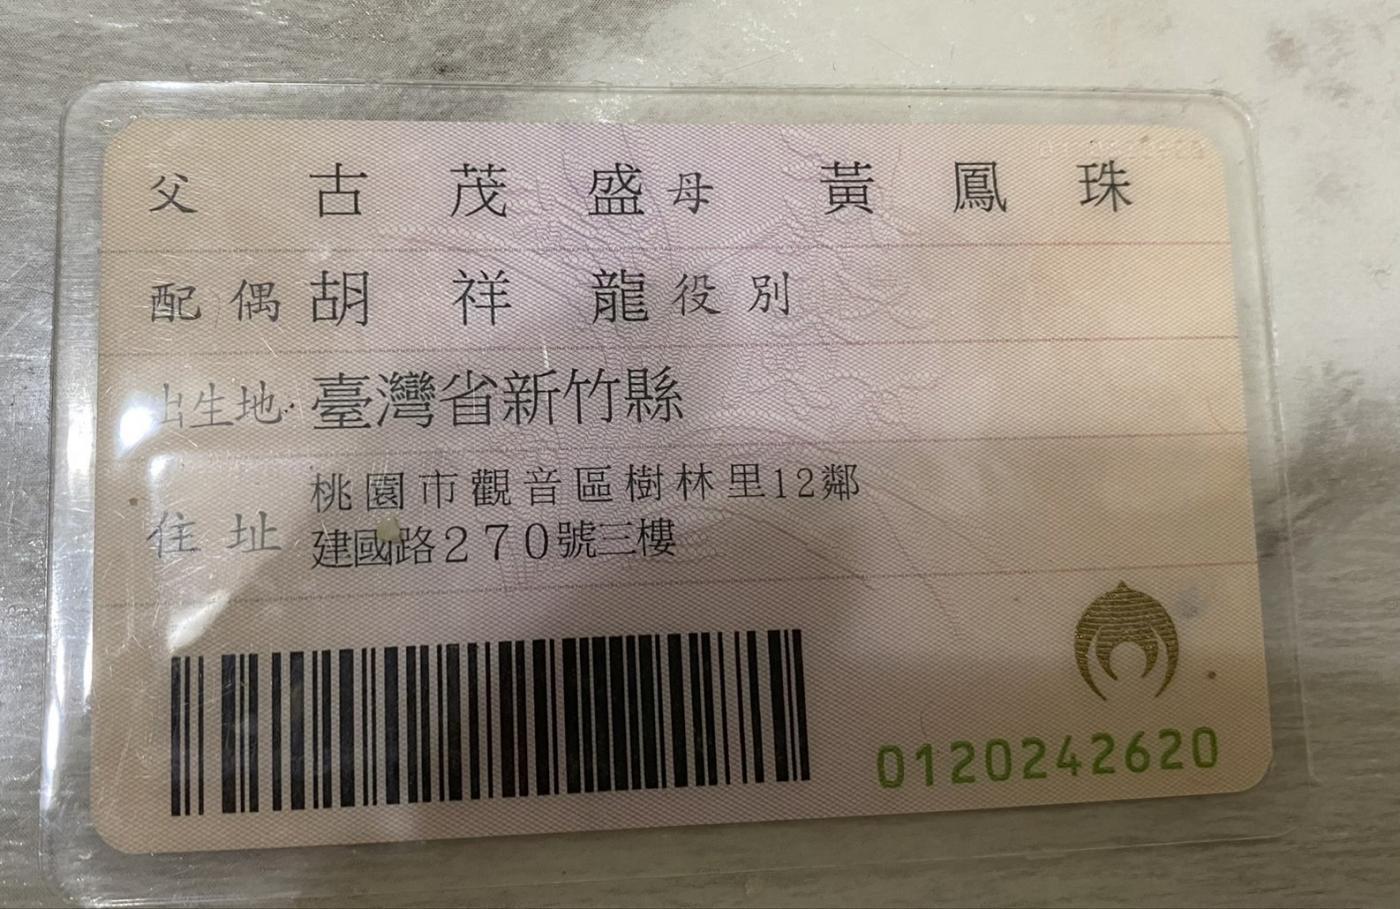 父 古茂盛 母 黃鳳珠
配偶 胡祥龍 役別
出生地 臺灣省新竹縣
住址 桃園市觀音區樹林里12鄰
建國路270號三樓
0120242620